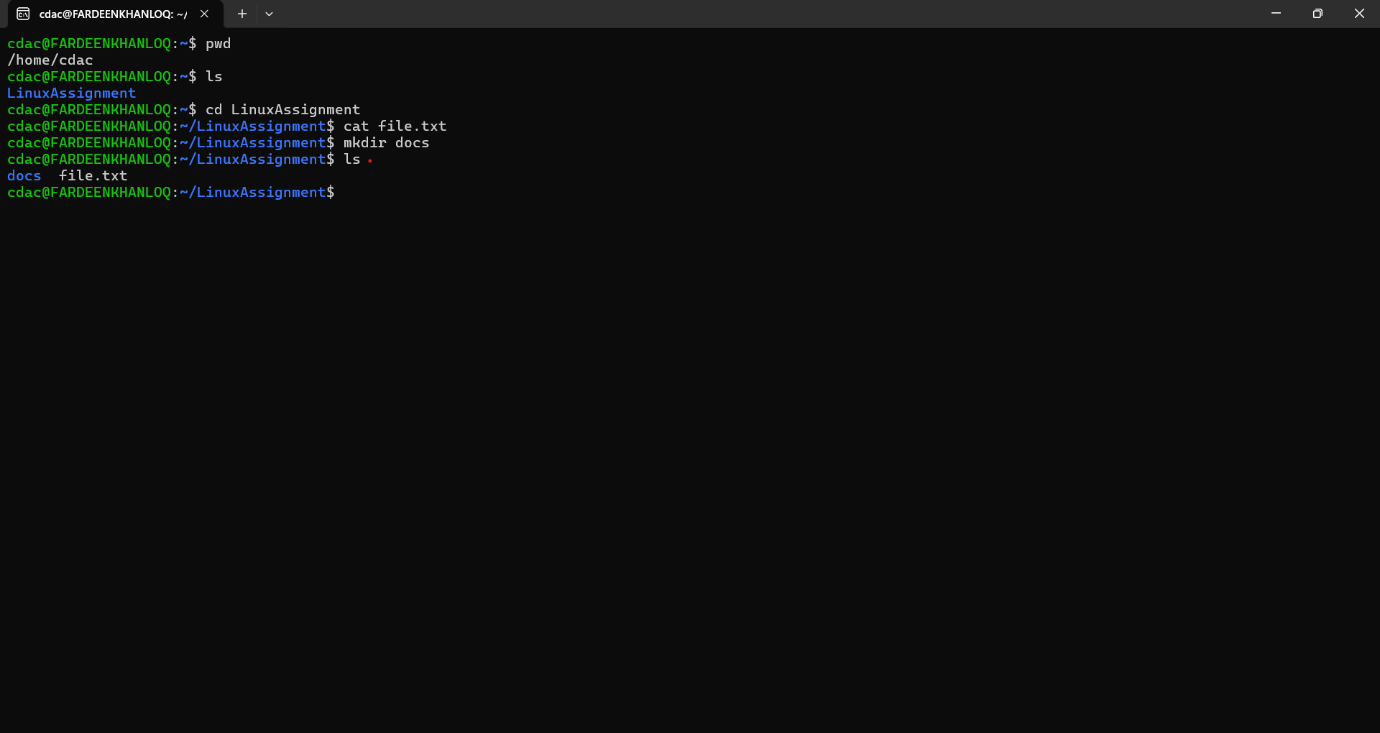 cdac@FARDEENKHANLOQ: ~/
cdac@FARDEENKHANLOQ:~$ pwd
/home/cdac
cdac@FARDEENKHANLOQ:~$ ls
LinuxAssignment
cdac@FARDEENKHANLOQ:~$ cd LinuxAssignment
cdac@FARDEENKHANLOQ:~/LinuxAssignment$ cat file.txt
cdac@FARDEENKHANLOQ:~/LinuxAssignment$ mkdir docs
cdac@FARDEENKHANLOQ:~/LinuxAssignment$ ls
docs  file.txt
cdac@FARDEENKHANLOQ:~/LinuxAssignment$